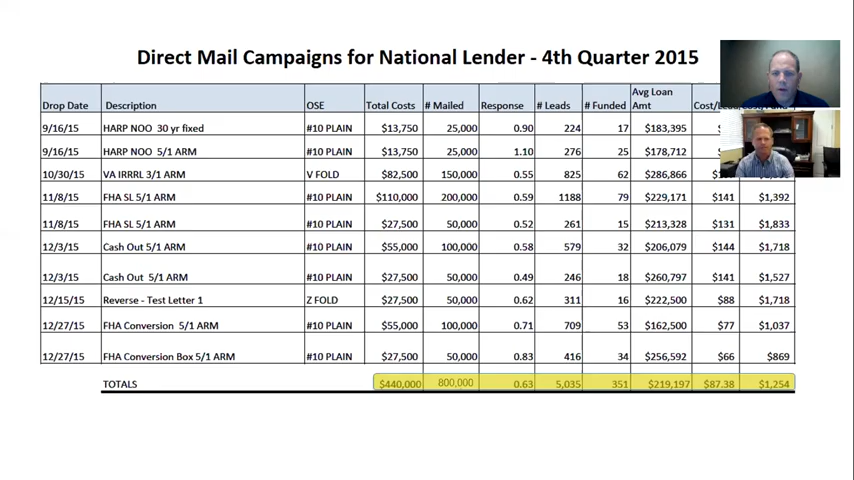 Direct Mail Campaigns for National Lender - 4th Quarter 2015
Drop Date Description OSE Total Costs # Mailed Response # Leads # Funded Avg Loan Amt
9/16/15 HARP NOO 30 yr fixed #10 PLAIN $13,750 25,000 0.90 224 17 $183,395
9/16/15 HARP NOO 5/1 ARM #10 PLAIN $13,750 25,000 1.10 276 25 $178,712
10/30/15 VA IRRRL 3/1 ARM V FOLD $82,500 150,000 0.55 825 62 $286,866
11/8/15 FHA SL 5/1 ARM #10 PLAIN $110,000 200,000 0.59 1188 79 $229,171 $141 $1,392
11/8/15 FHA SL 5/1 ARM #10 PLAIN $27,500 50,000 0.52 261 15 $213,328 $131 $1,833
12/3/15 Cash Out 5/1 ARM #10 PLAIN $55,000 100,000 0.58 579 32 $206,079 $144 $1,718
12/3/15 Cash Out 5/1 ARM #10 PLAIN $27,500 50,000 0.49 246 18 $260,797 $141 $1,527
12/15/15 Reverse - Test Letter 1 Z FOLD $27,500 50,000 0.62 311 16 $222,500 $88 $1,718
12/27/15 FHA Conversion 5/1 ARM #10 PLAIN $55,000 100,000 0.71 709 53 $162,500 $77 $1,037
12/27/15 FHA Conversion Box 5/1 ARM #10 PLAIN $27,500 50,000 0.83 416 34 $256,592 $66 $869
TOTALS $440,000 800,000 0.63 5,035 351 $219,197 $87.38 $1,254